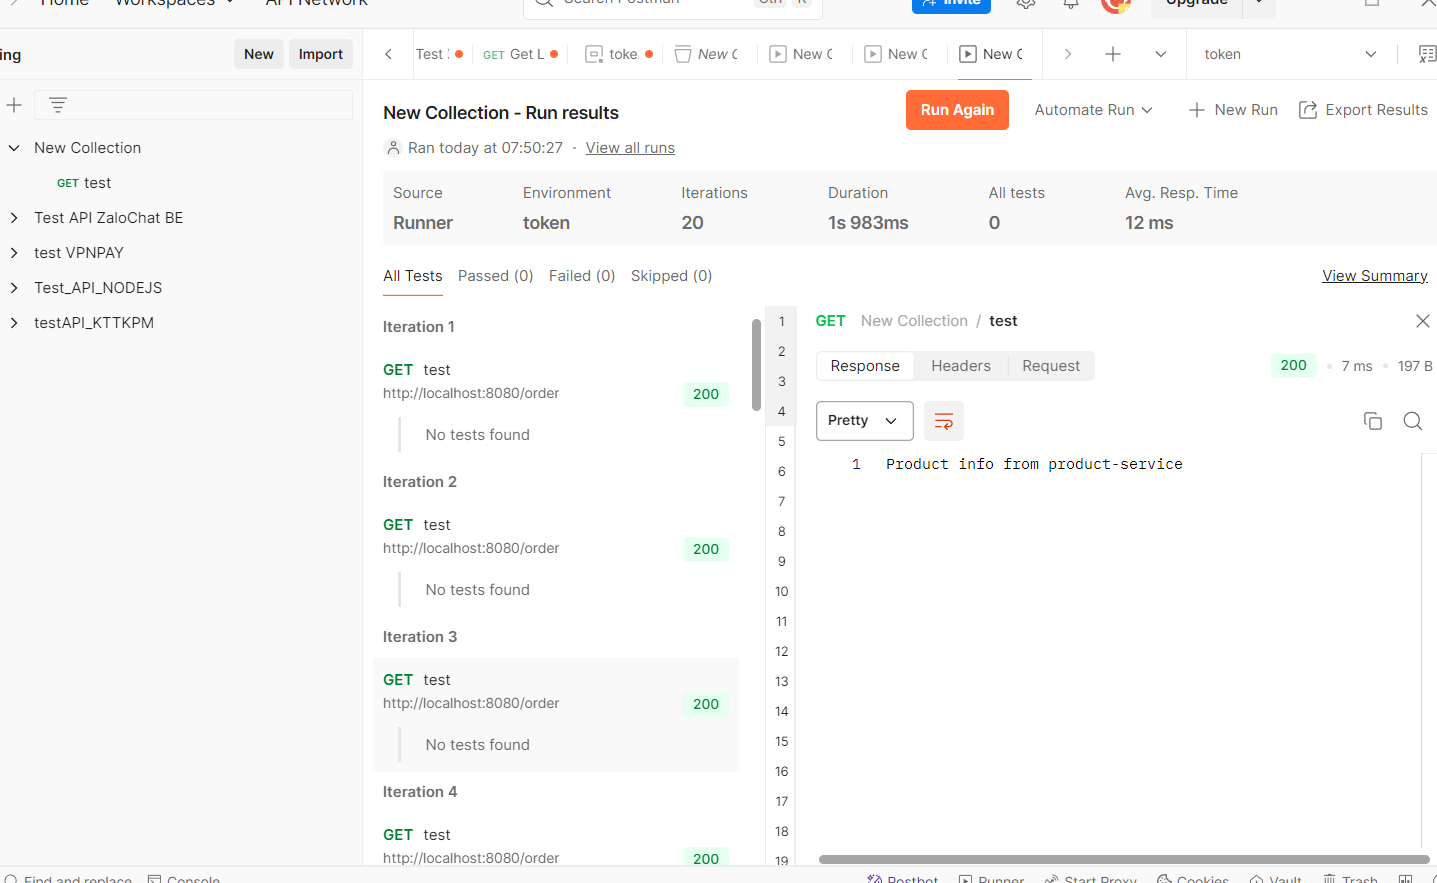 Home Workspaces API Network Search Postman Ctrl K Invite Upgrade
ing New Import Test GET Get L toke New C New C New C New C token
New Collection
GET test
Test API ZaloChat BE
test VPNPAY
Test_API_NODEJS
testAPI_KTTKPM
New Collection - Run results
Run Again Automate Run New Run Export Results
Ran today at 07:50:27 · View all runs
Source Environment Iterations Duration All tests Avg. Resp. Time
Runner token 20 1s 983ms 0 12 ms
All Tests Passed (0) Failed (0) Skipped (0) View Summary
Iteration 1
GET test
http://localhost:8080/order
200
No tests found
Iteration 2
GET test
http://localhost:8080/order
200
No tests found
Iteration 3
GET test
http://localhost:8080/order
200
No tests found
Iteration 4
GET test
http://localhost:8080/order
200
1
2
3
4
5
6
7
8
9
10
11
12
13
14
15
16
17
18
19
GET New Collection / test
Response Headers Request 200 7 ms 197 B
Pretty
1 Product info from product-service
Find and replace Console Postbot Runner Start Proxy Cookies Vault Trash